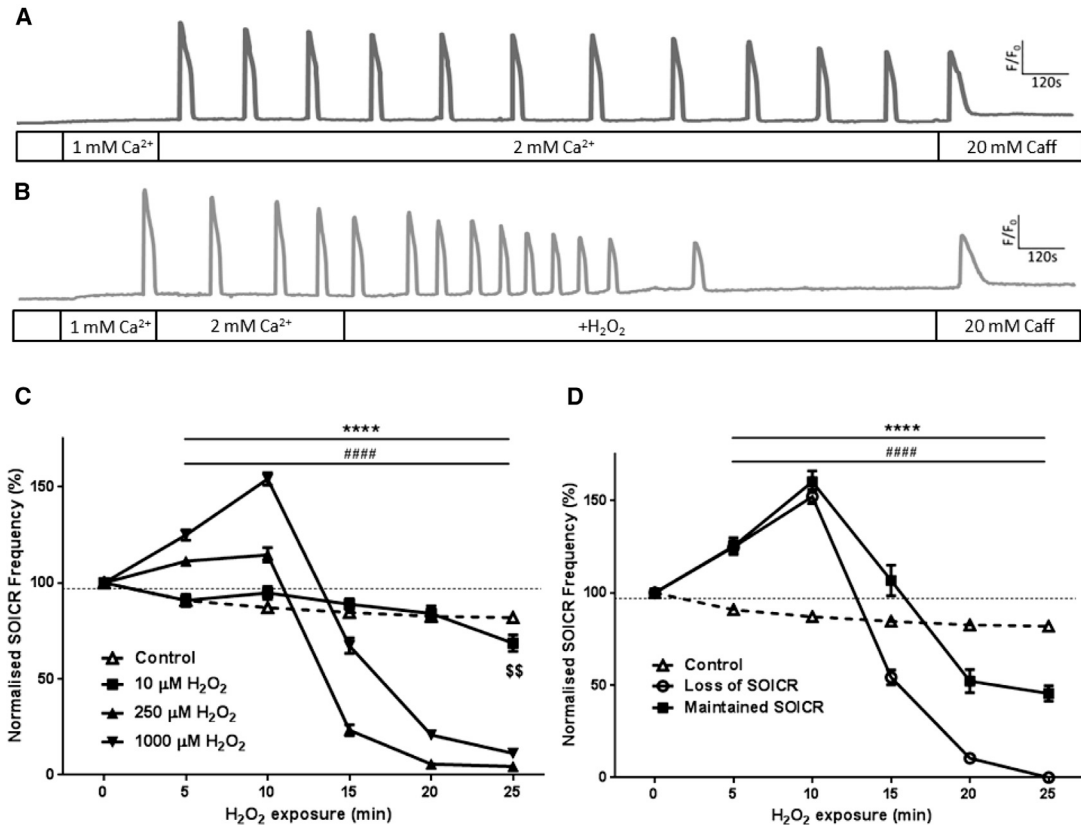 A
F/F₀
120s
1 mM Ca²⁺
2 mM Ca²⁺
20 mM Caff
B
F/F₀
120s
1 mM Ca²⁺
2 mM Ca²⁺
+H₂O₂
20 mM Caff
C
****
####
Normalised SOICR Frequency (%)
150
100
50
0
Control
10 µM H₂O₂
250 µM H₂O₂
1000 µM H₂O₂
$$
0 5 10 15 20 25
H₂O₂ exposure (min)
D
****
####
Normalised SOICR Frequency (%)
150
100
50
0
Control
Loss of SOICR
Maintained SOICR
0 5 10 15 20 25
H₂O₂ exposure (min)